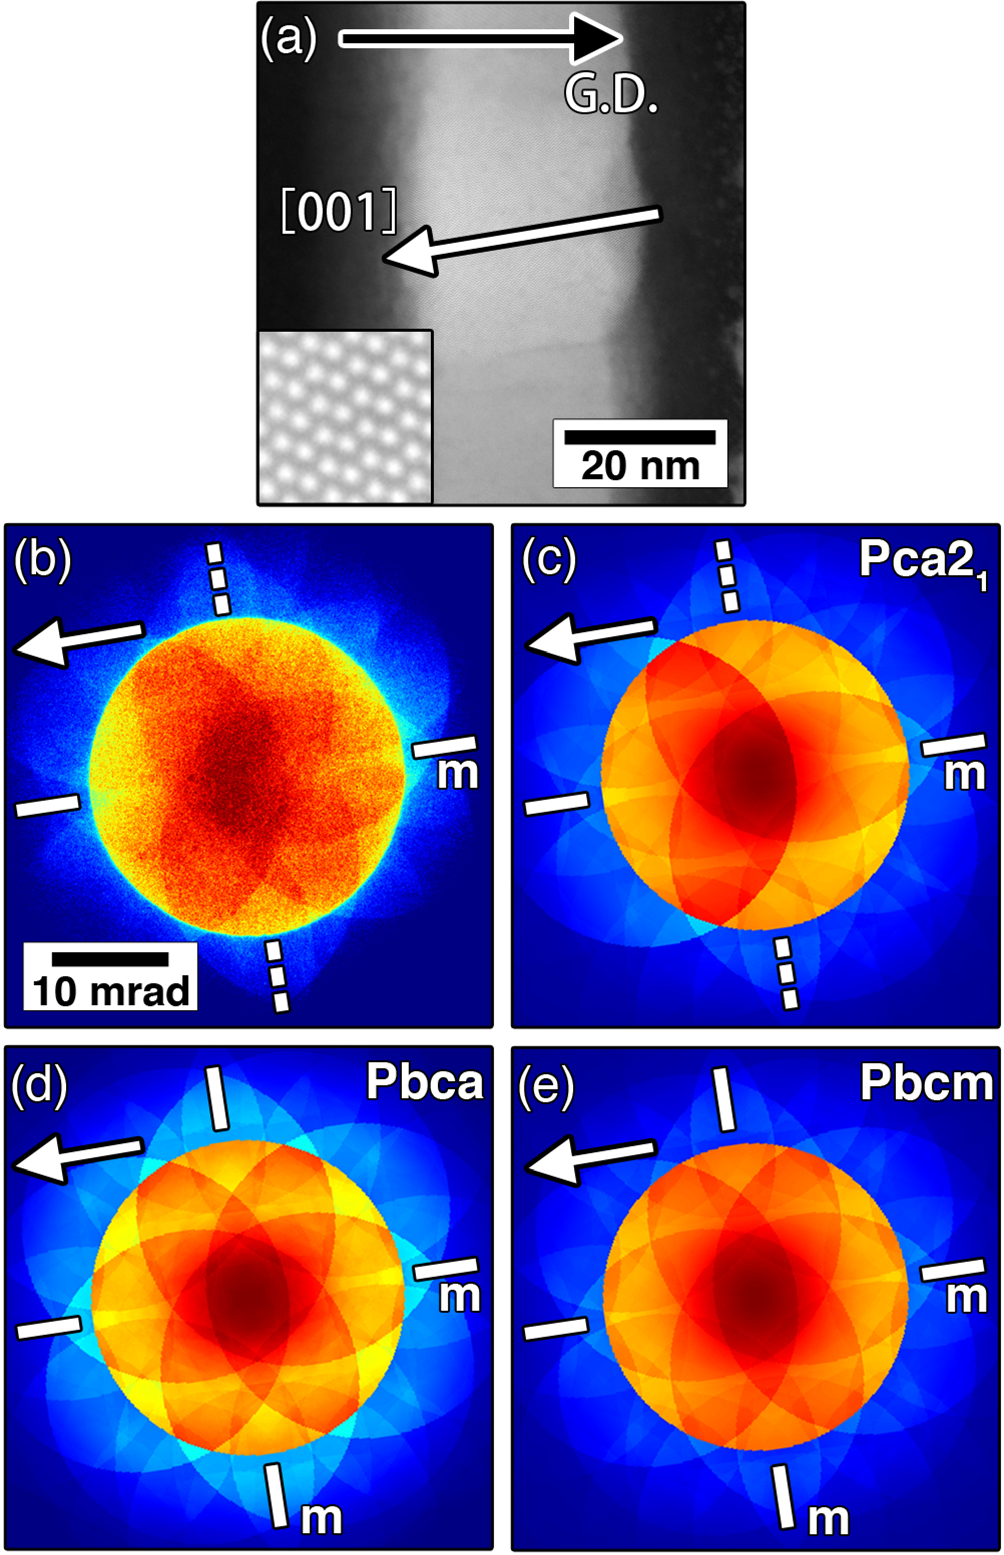 (a)
G.D.
[001]
20 nm
(b)
m
10 mrad
(c)
Pca2₁
m
(d)
Pbca
m
m
(e)
Pbcm
m
m